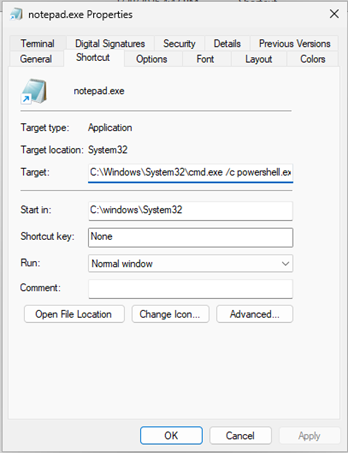 notepad.exe Properties
Terminal Digital Signatures Security Details Previous Versions
General Shortcut Options Font Layout Colors
notepad.exe
Target type: Application
Target location: System32
Target: C:\Windows\System32\cmd.exe /c powershell.ex
Start in: C:\windows\System32
Shortcut key: None
Run: Normal window
Comment:
Open File Location Change Icon... Advanced...
OK Cancel Apply